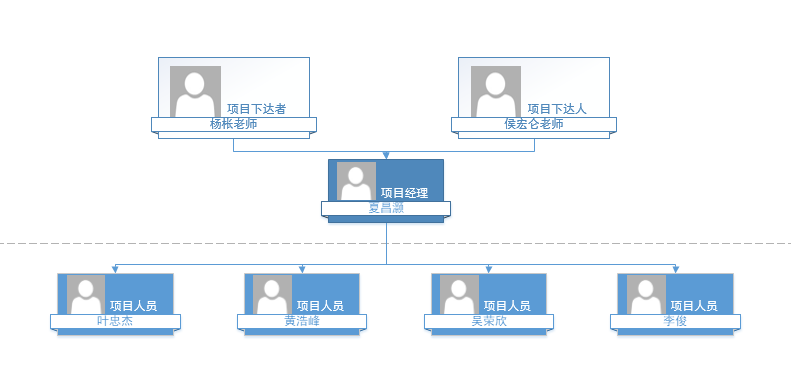 项目下达者
杨枨老师
项目下达人
侯宏仑老师
项目经理
夏昌灏
项目人员
叶忠杰
项目人员
黄浩峰
项目人员
吴荣欣
项目人员
李俊